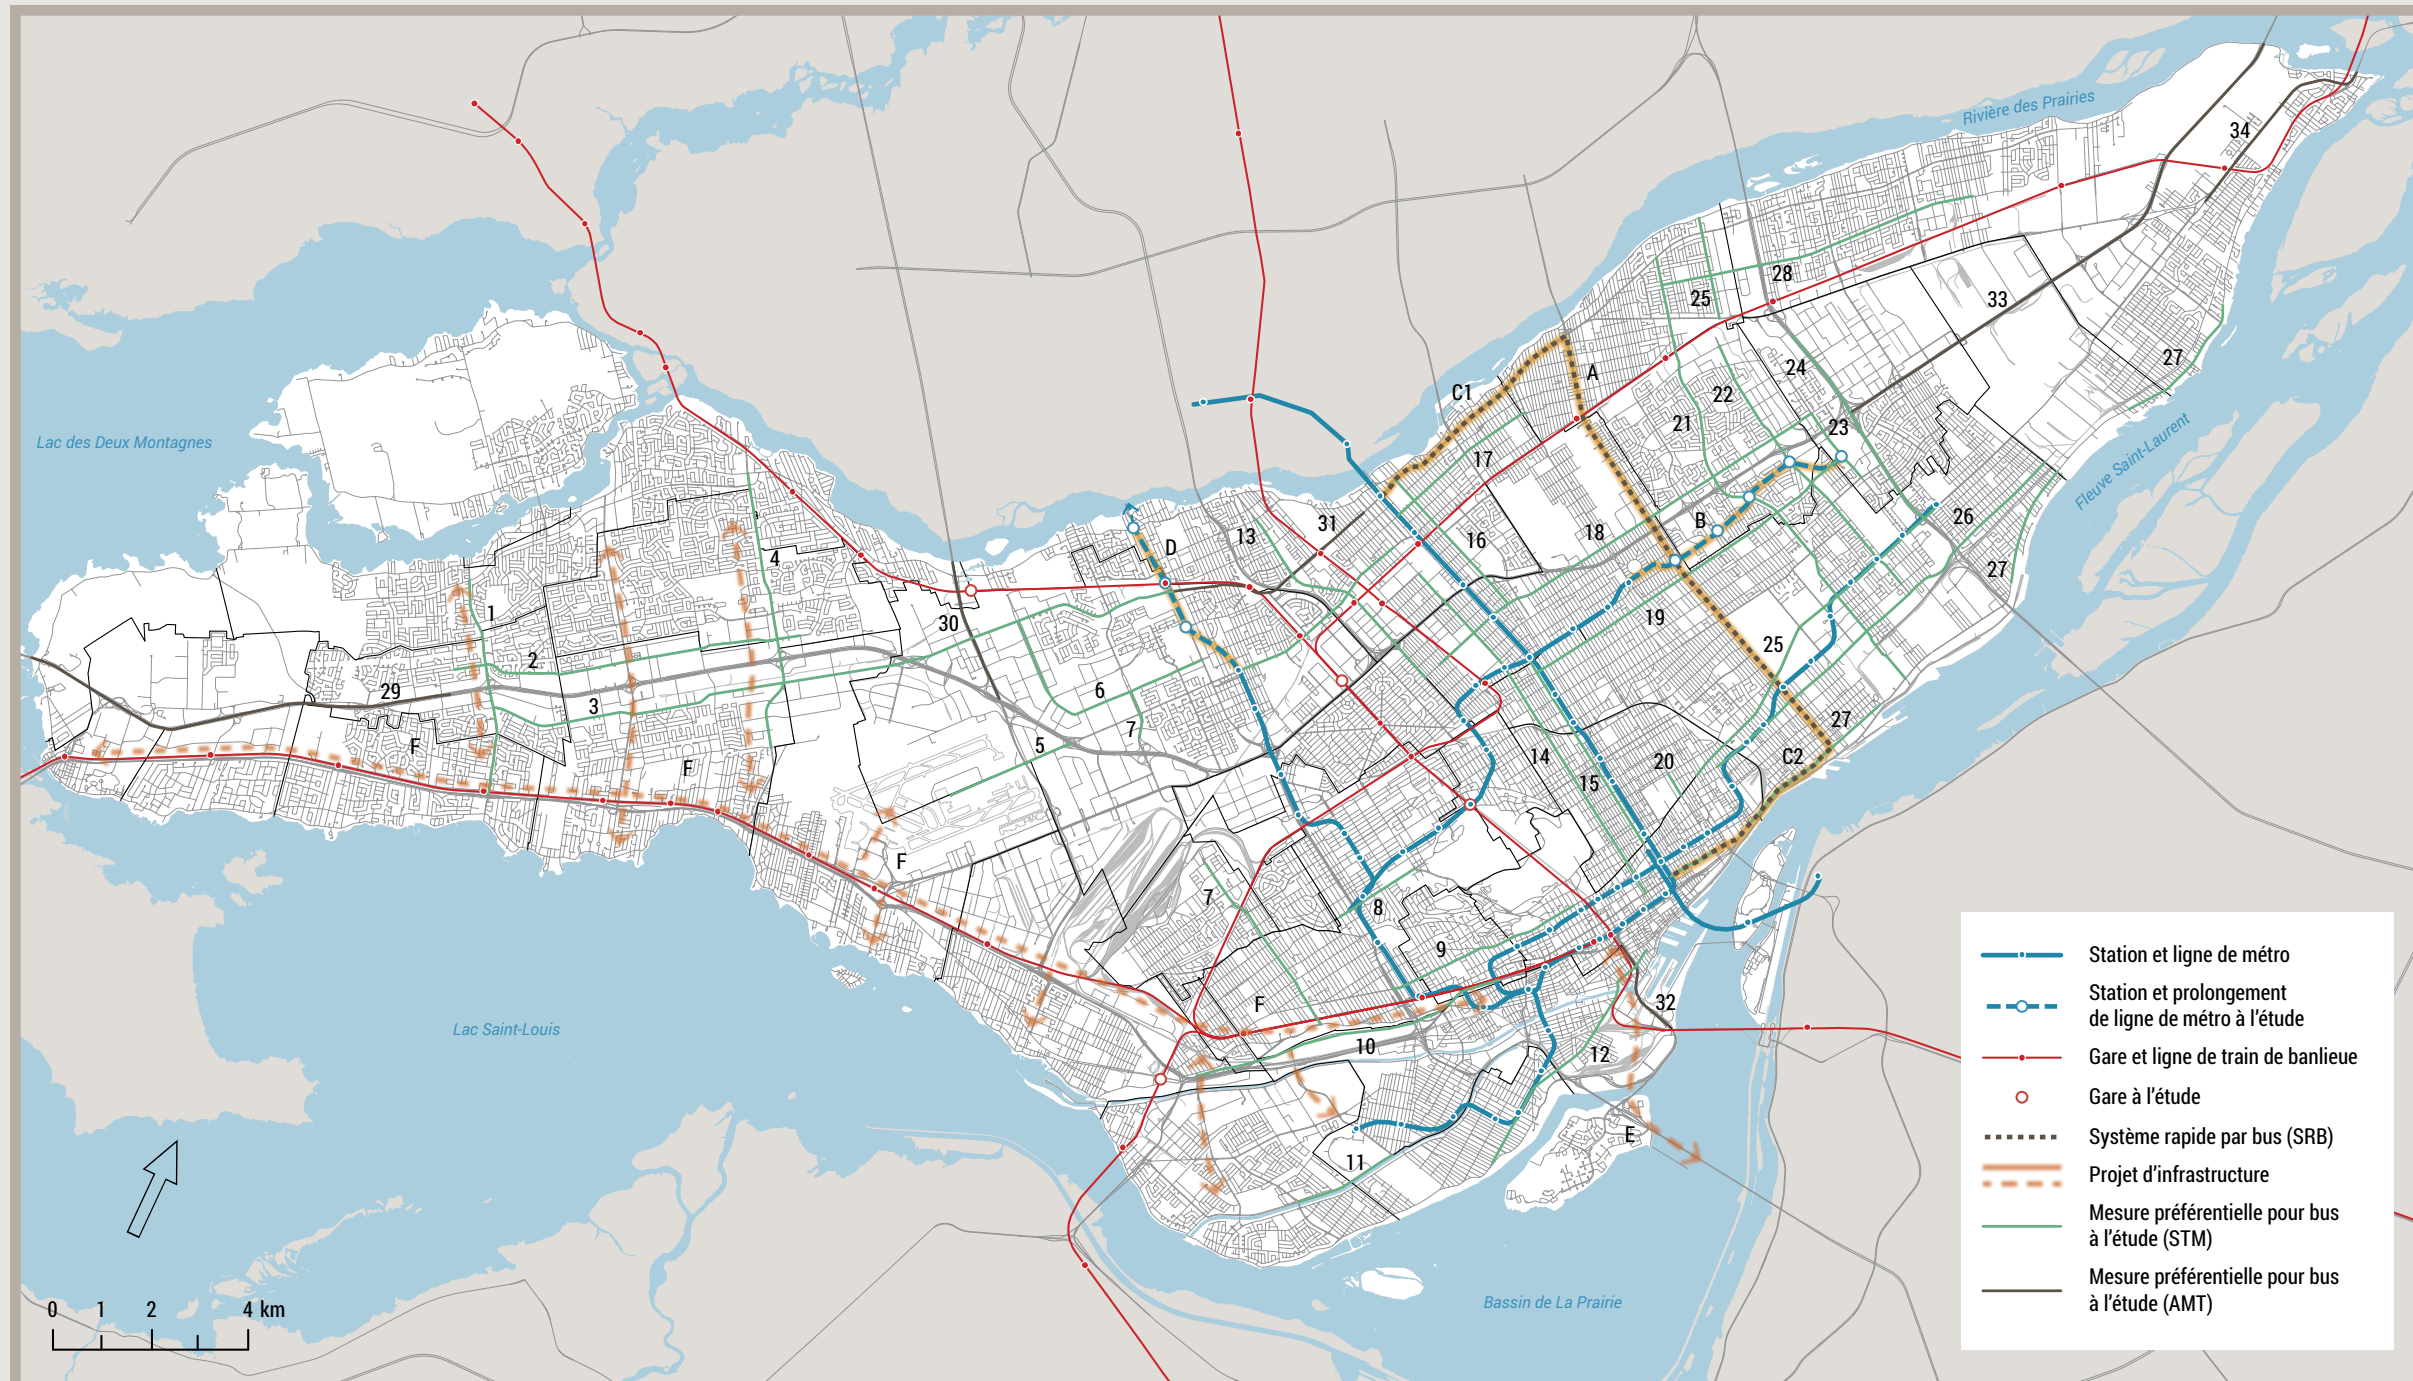 Rivière des Prairies
34
28
25
33
27
24
A
C1
22
21
23
Lac des Deux Montagnes
17
Fleuve Saint-Laurent
31
13
B
26
16
18
D
4
27
1
30
19
25
2
29
6
3
27
7
5
F
C2
14
20
F
15
F
7
8
9
Station et ligne de métro
Station et prolongement
de ligne de métro à l'étude
F
32
Lac Saint-Louis
10
12
Gare et ligne de train de banlieue
Gare à l'étude
E
Système rapide par bus (SRB)
11
Projet d'infrastructure
Mesure préférentielle pour bus
à l'étude (STM)
Mesure préférentielle pour bus
à l'étude (AMT)
Bassin de La Prairie
0 1 2 4 km